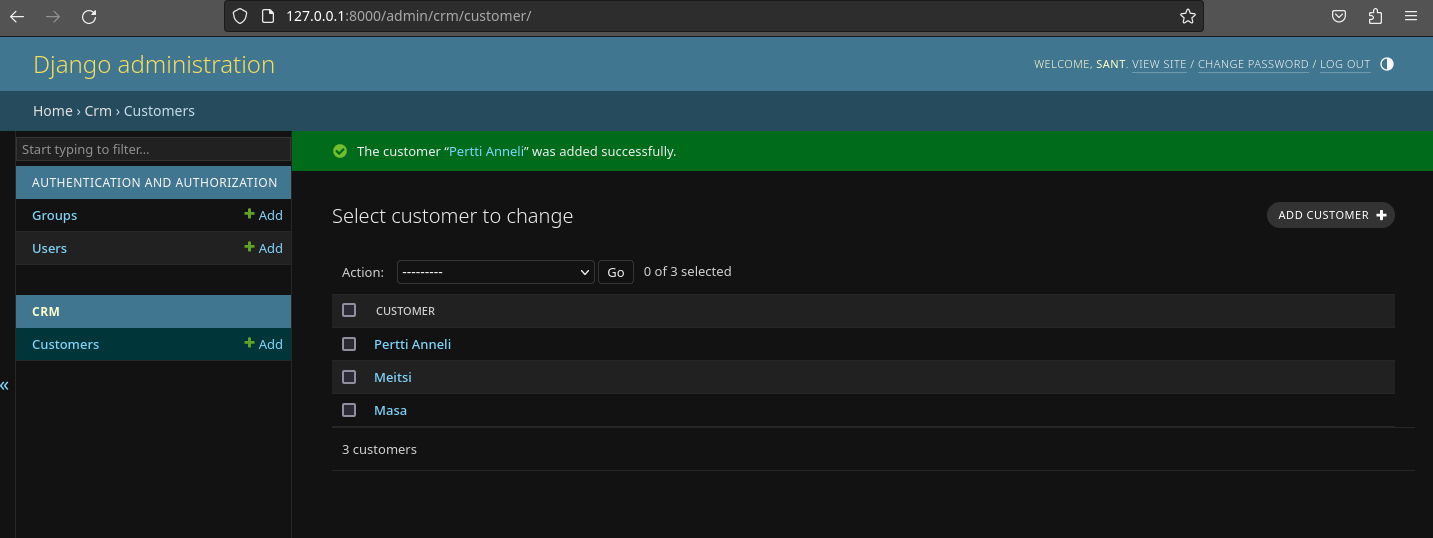 127.0.0.1:8000/admin/crm/customer/
Django administration
WELCOME, SANT. VIEW SITE / CHANGE PASSWORD / LOG OUT
Home › Crm › Customers
Start typing to filter...
AUTHENTICATION AND AUTHORIZATION
Groups + Add
Users + Add
CRM
Customers + Add
«
The customer “Pertti Anneli” was added successfully.
Select customer to change
ADD CUSTOMER +
Action: --------- Go 0 of 3 selected
CUSTOMER
Pertti Anneli
Meitsi
Masa
3 customers